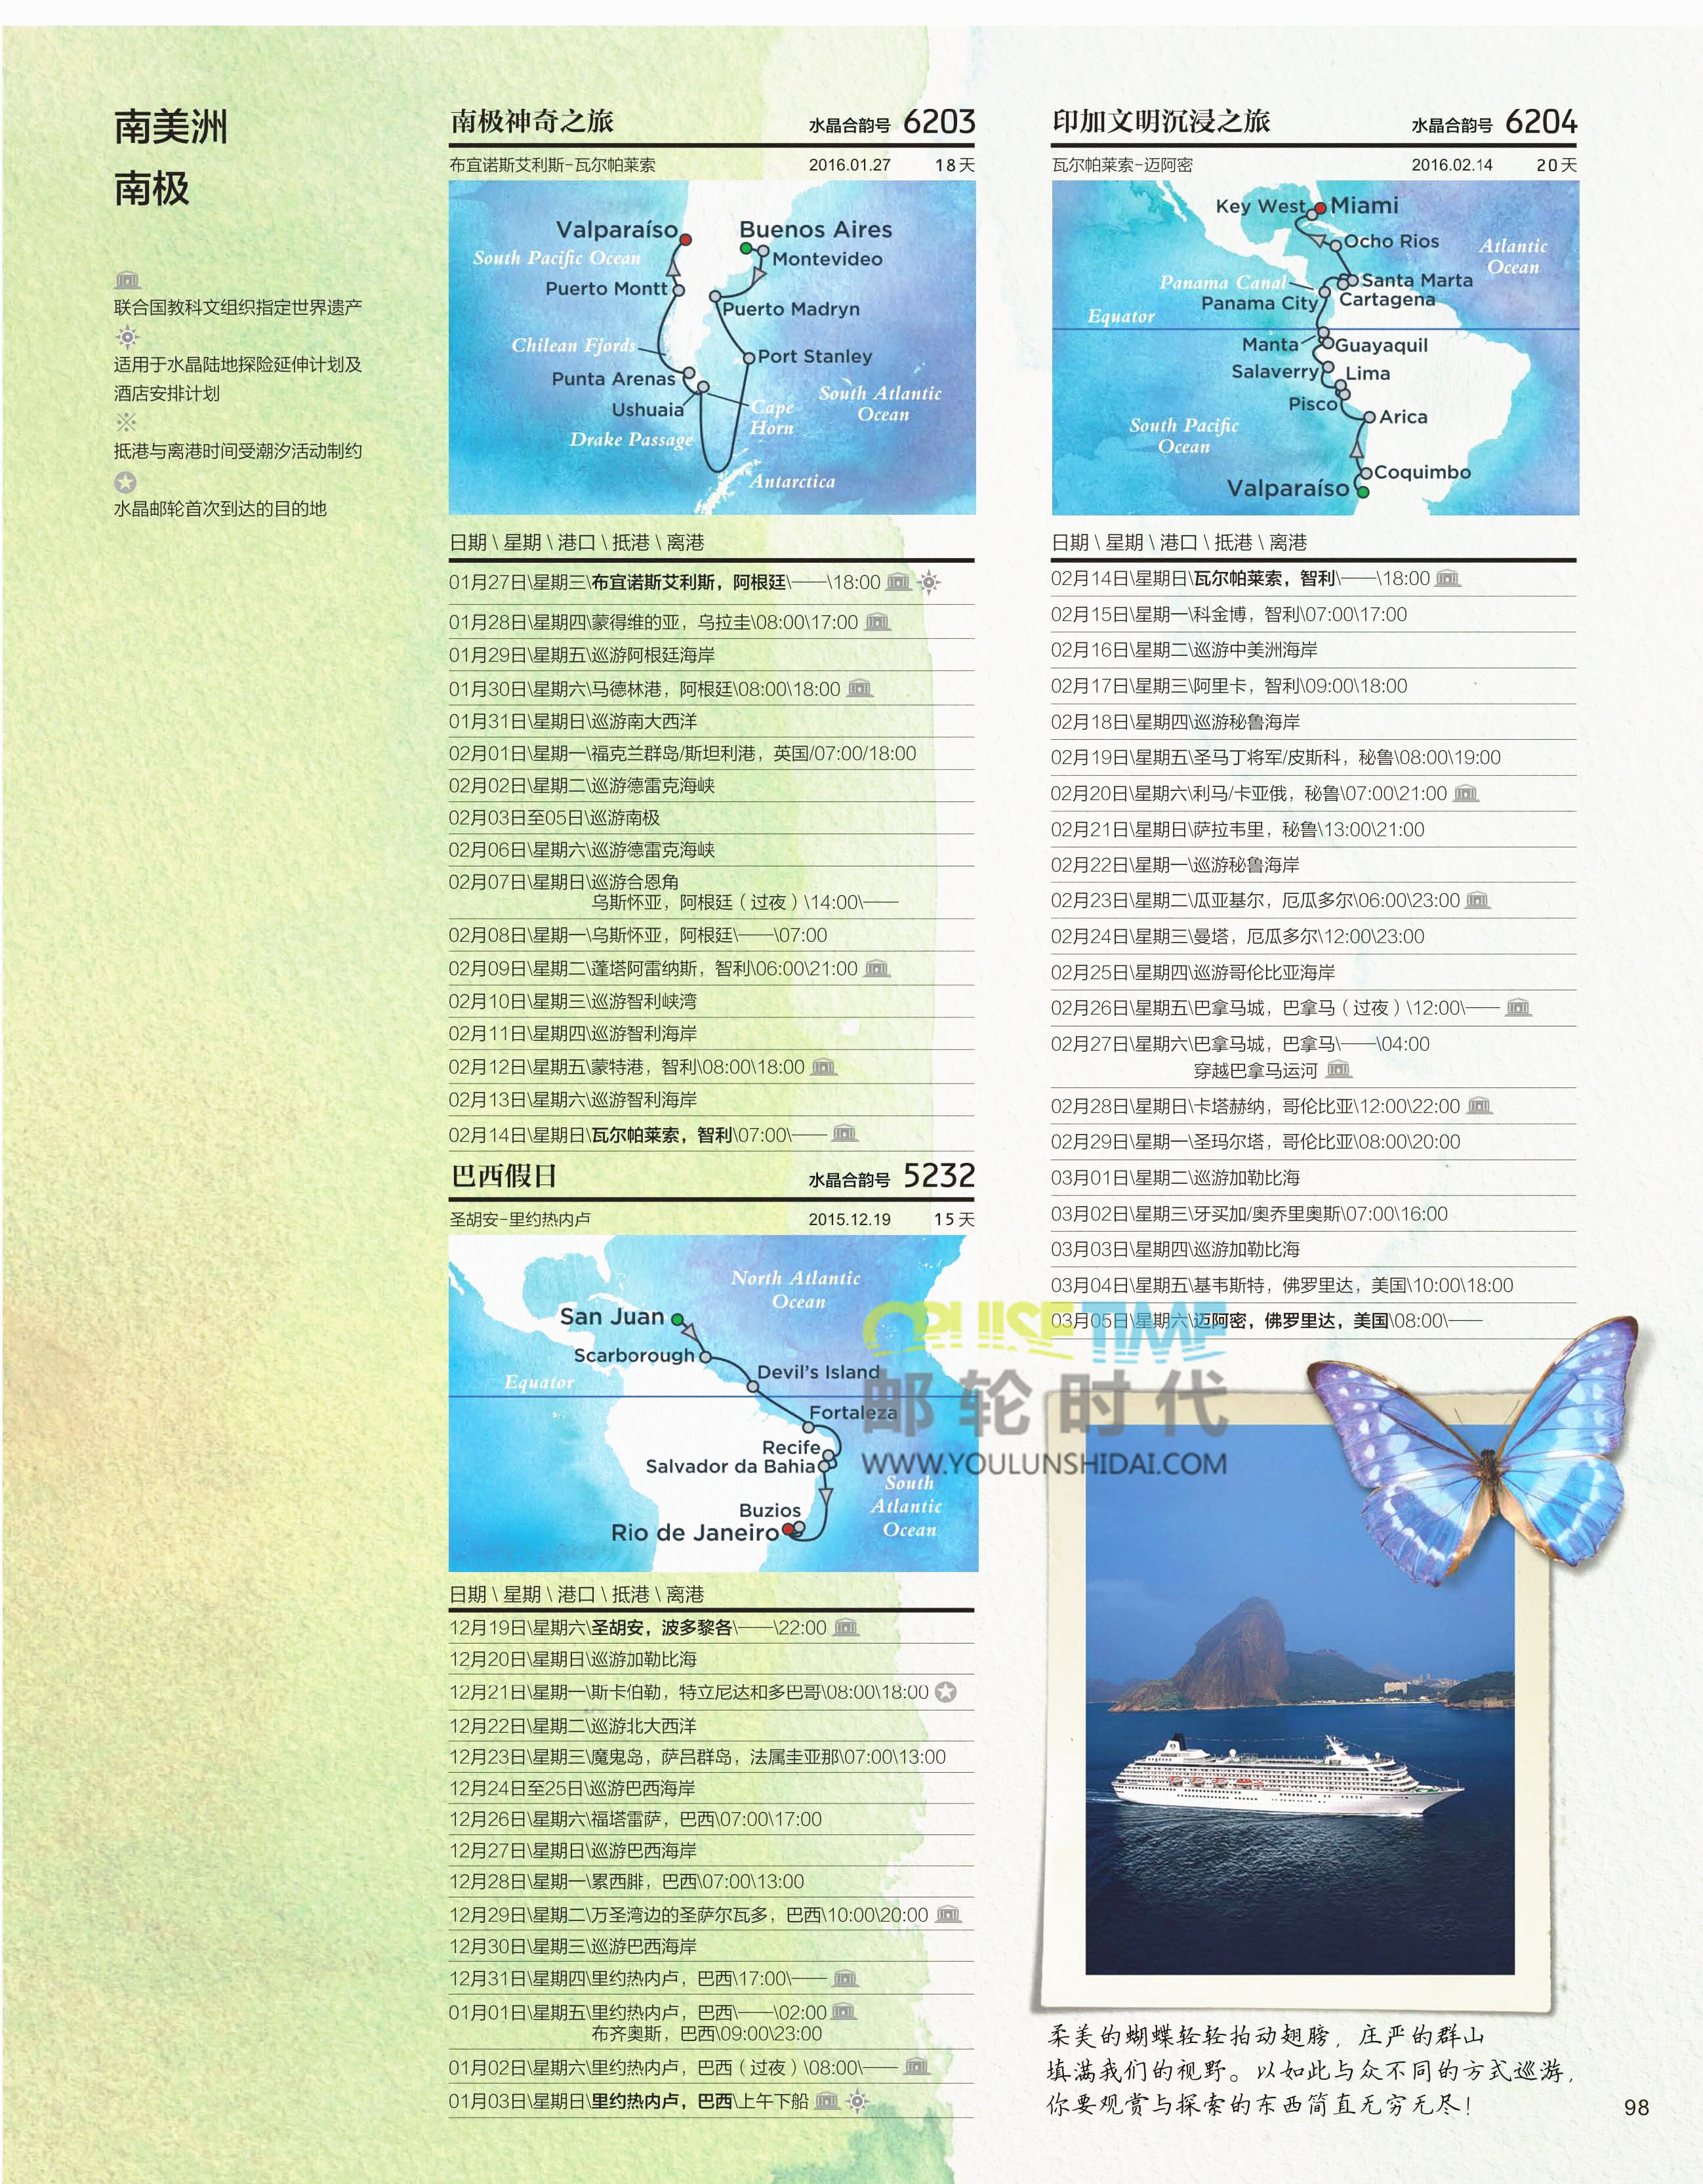 南美洲
南极
联合国教科文组织指定世界遗产
适用于水晶陆地探险延伸计划及
酒店安排计划
抵港与离港时间受潮汐活动制约
水晶邮轮首次到达的目的地
南极神奇之旅 水晶合韵号 6203
布宜诺斯艾利斯-瓦尔帕莱索 2016.01.27 18天
Valparaíso
Buenos Aires
South Pacific Ocean
Montevideo
Puerto Montt
Puerto Madryn
Chilean Fjords
Port Stanley
Punta Arenas
South Atlantic
Ocean
Ushuaia
Cape
Horn
Drake Passage
Antarctica
日期 \ 星期 \ 港口 \ 抵港 \ 离港
01月27日\星期三\布宜诺斯艾利斯，阿根廷\——\18:00
01月28日\星期四\蒙得维的亚，乌拉圭\08:00\17:00
01月29日\星期五\巡游阿根廷海岸
01月30日\星期六\马德林港，阿根廷\08:00\18:00
01月31日\星期日\巡游南大西洋
02月01日\星期一\福克兰群岛/斯坦利港，英国/07:00/18:00
02月02日\星期二\巡游德雷克海峡
02月03日至05日\巡游南极
02月06日\星期六\巡游德雷克海峡
02月07日\星期日\巡游合恩角
乌斯怀亚，阿根廷（过夜）\14:00\——
02月08日\星期一\乌斯怀亚，阿根廷\——\07:00
02月09日\星期二\蓬塔阿雷纳斯，智利\06:00\21:00
02月10日\星期三\巡游智利峡湾
02月11日\星期四\巡游智利海岸
02月12日\星期五\蒙特港，智利\08:00\18:00
02月13日\星期六\巡游智利海岸
02月14日\星期日\瓦尔帕莱索，智利\07:00\——
巴西假日 水晶合韵号 5232
圣胡安-里约热内卢 2015.12.19 15天
North Atlantic
Ocean
San Juan
Scarborough
Devil's Island
Equator
Fortaleza
Recife
Salvador da Bahia
South
Atlantic
Ocean
Buzios
Rio de Janeiro
日期 \ 星期 \ 港口 \ 抵港 \ 离港
12月19日\星期六\圣胡安，波多黎各\——\22:00
12月20日\星期日\巡游加勒比海
12月21日\星期一\斯卡伯勒，特立尼达和多巴哥\08:00\18:00
12月22日\星期二\巡游北大西洋
12月23日\星期三\魔鬼岛，萨吕群岛，法属圭亚那\07:00\13:00
12月24日至25日\巡游巴西海岸
12月26日\星期六\福塔雷萨，巴西\07:00\17:00
12月27日\星期日\巡游巴西海岸
12月28日\星期一\累西腓，巴西\07:00\13:00
12月29日\星期二\万圣湾边的圣萨尔瓦多，巴西\10:00\20:00
12月30日\星期三\巡游巴西海岸
12月31日\星期四\里约热内卢，巴西\17:00\——
01月01日\星期五\里约热内卢，巴西\——\02:00
布齐奥斯，巴西\09:00\23:00
01月02日\星期六\里约热内卢，巴西（过夜）\08:00\——
01月03日\星期日\里约热内卢，巴西\上午下船
印加文明沉浸之旅 水晶合韵号 6204
瓦尔帕莱索-迈阿密 2016.02.14 20天
Key West
Miami
Ocho Rios
Atlantic
Ocean
Panama Canal
Santa Marta
Panama City
Cartagena
Equator
Manta
Guayaquil
Salaverry
Lima
Pisco
Arica
South Pacific
Ocean
Coquimbo
Valparaíso
日期 \ 星期 \ 港口 \ 抵港 \ 离港
02月14日\星期日\瓦尔帕莱索，智利\——\18:00
02月15日\星期一\科金博，智利\07:00\17:00
02月16日\星期二\巡游中美洲海岸
02月17日\星期三\阿里卡，智利\09:00\18:00
02月18日\星期四\巡游秘鲁海岸
02月19日\星期五\圣马丁将军/皮斯科，秘鲁\08:00\19:00
02月20日\星期六\利马/卡亚俄，秘鲁\07:00\21:00
02月21日\星期日\萨拉韦里，秘鲁\13:00\21:00
02月22日\星期一\巡游秘鲁海岸
02月23日\星期二\瓜亚基尔，厄瓜多尔\06:00\23:00
02月24日\星期三\曼塔，厄瓜多尔\12:00\23:00
02月25日\星期四\巡游哥伦比亚海岸
02月26日\星期五\巴拿马城，巴拿马（过夜）\12:00\——
02月27日\星期六\巴拿马城，巴拿马\——\04:00
穿越巴拿马运河
02月28日\星期日\卡塔赫纳，哥伦比亚\12:00\22:00
02月29日\星期一\圣玛尔塔，哥伦比亚\08:00\20:00
03月01日\星期二\巡游加勒比海
03月02日\星期三\牙买加/奥乔里奥斯\07:00\16:00
03月03日\星期四\巡游加勒比海
03月04日\星期五\基韦斯特，佛罗里达，美国\10:00\18:00
03月05日\星期六\迈阿密，佛罗里达，美国\08:00\——
CRUISETIME
邮轮时代
WWW.YOULUNSHIDAI.COM
柔美的蝴蝶轻轻拍动翅膀，庄严的群山
填满我们的视野。以如此与众不同的方式巡游，
你要观赏与探索的东西简直无穷无尽！
98